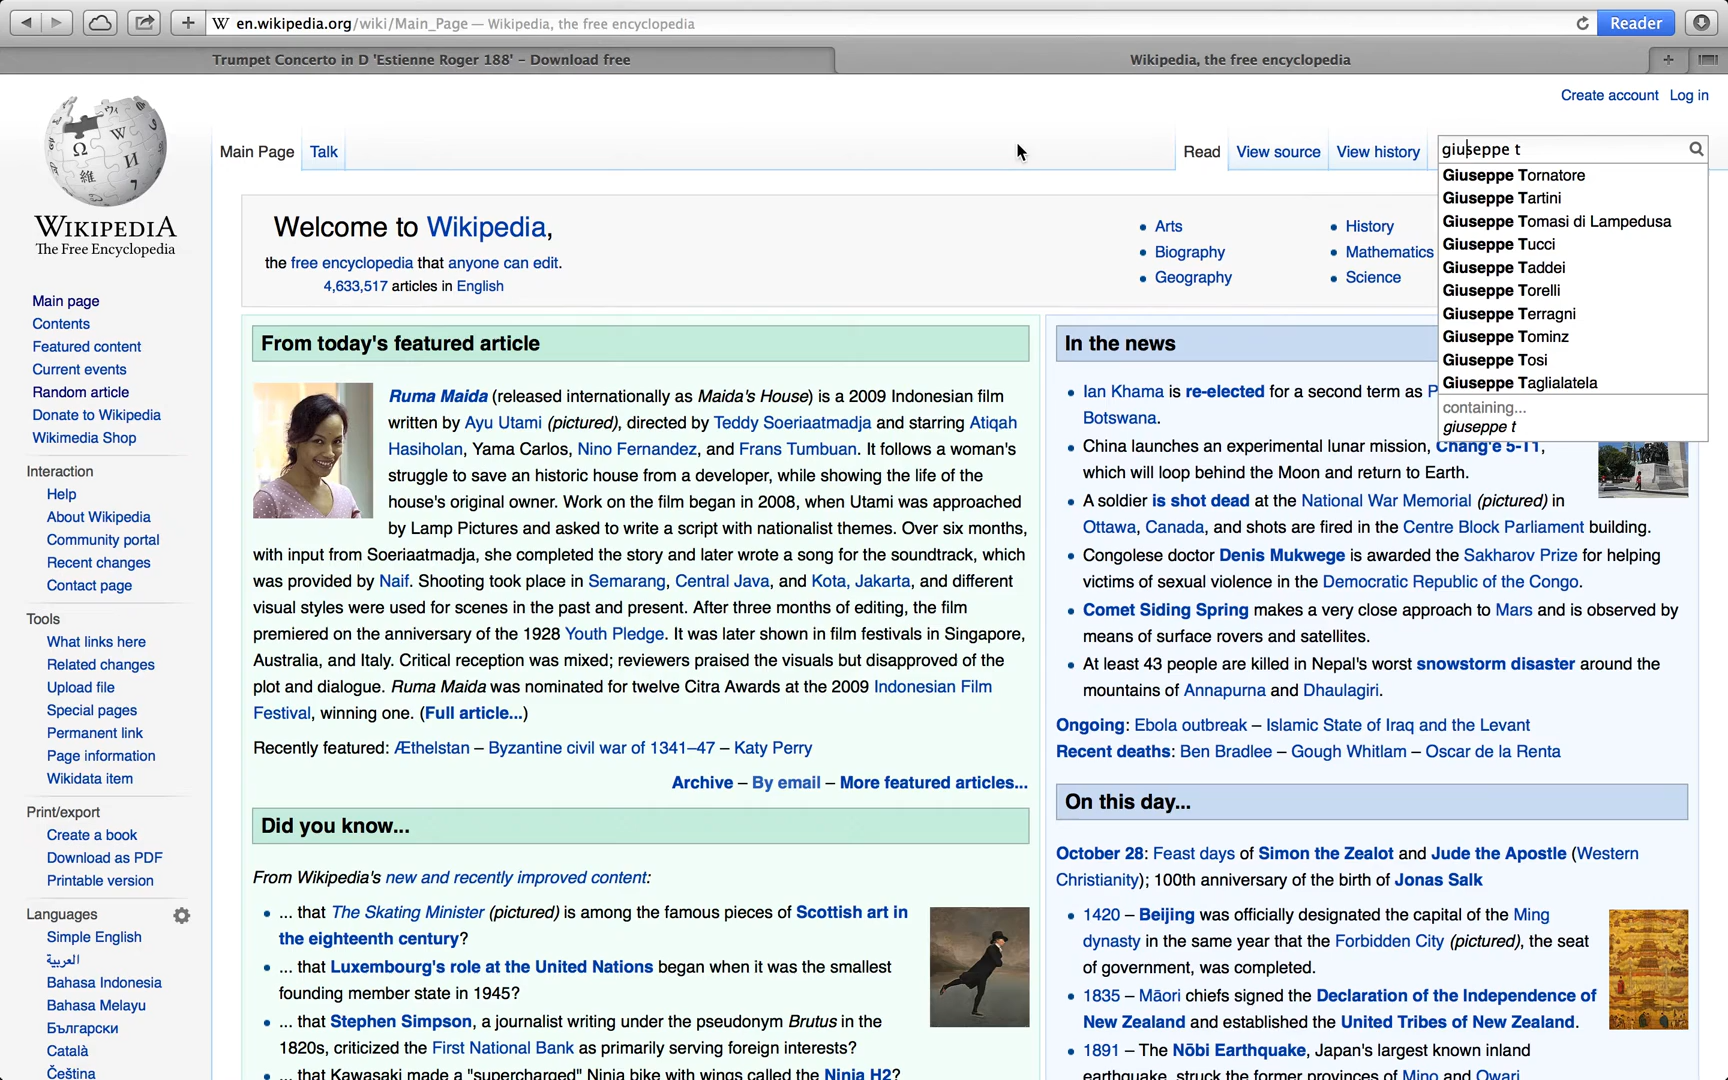 W en.wikipedia.org/wiki/Main_Page — Wikipedia, the free encyclopedia
Reader
Trumpet Concerto in D 'Estienne Roger 188' – Download free
Wikipedia, the free encyclopedia
Create account Log in
Main Page Talk
Read View source View history
giuseppe t
Giuseppe Tornatore
Giuseppe Tartini
Giuseppe Tomasi di Lampedusa
Giuseppe Tucci
Giuseppe Taddei
Giuseppe Torelli
Giuseppe Terragni
Giuseppe Tominz
Giuseppe Tosi
Giuseppe Taglialatela
containing...
giuseppe t
WIKIPEDIA
The Free Encyclopedia
Main page
Contents
Featured content
Current events
Random article
Donate to Wikipedia
Wikimedia Shop
Interaction
Help
About Wikipedia
Community portal
Recent changes
Contact page
Tools
What links here
Related changes
Upload file
Special pages
Permanent link
Page information
Wikidata item
Print/export
Create a book
Download as PDF
Printable version
Languages
Simple English
العربية
Bahasa Indonesia
Bahasa Melayu
Български
Català
Čeština
Welcome to Wikipedia,
the free encyclopedia that anyone can edit.
4,633,517 articles in English
Arts
Biography
Geography
History
Mathematics
Science
From today's featured article
Ruma Maida (released internationally as Maida's House) is a 2009 Indonesian film
written by Ayu Utami (pictured), directed by Teddy Soeriaatmadja and starring Atiqah
Hasiholan, Yama Carlos, Nino Fernandez, and Frans Tumbuan. It follows a woman's
struggle to save an historic house from a developer, while showing the life of the
house's original owner. Work on the film began in 2008, when Utami was approached
by Lamp Pictures and asked to write a script with nationalist themes. Over six months,
with input from Soeriaatmadja, she completed the story and later wrote a song for the soundtrack, which
was provided by Naif. Shooting took place in Semarang, Central Java, and Kota, Jakarta, and different
visual styles were used for scenes in the past and present. After three months of editing, the film
premiered on the anniversary of the 1928 Youth Pledge. It was later shown in film festivals in Singapore,
Australia, and Italy. Critical reception was mixed; reviewers praised the visuals but disapproved of the
plot and dialogue. Ruma Maida was nominated for twelve Citra Awards at the 2009 Indonesian Film
Festival, winning one. (Full article...)
Recently featured: Æthelstan – Byzantine civil war of 1341–47 – Katy Perry
Archive – By email – More featured articles...
Did you know...
From Wikipedia's new and recently improved content:
... that The Skating Minister (pictured) is among the famous pieces of Scottish art in
the eighteenth century?
... that Luxembourg's role at the United Nations began when it was the smallest
founding member state in 1945?
... that Stephen Simpson, a journalist writing under the pseudonym Brutus in the
1820s, criticized the First National Bank as primarily serving foreign interests?
... that Kawasaki made a "supercharged" Ninja bike with wings called the Ninja H2?
In the news
Ian Khama is re-elected for a second term as P
Botswana.
China launches an experimental lunar mission, Chang'e 5-T1,
which will loop behind the Moon and return to Earth.
A soldier is shot dead at the National War Memorial (pictured) in
Ottawa, Canada, and shots are fired in the Centre Block Parliament building.
Congolese doctor Denis Mukwege is awarded the Sakharov Prize for helping
victims of sexual violence in the Democratic Republic of the Congo.
Comet Siding Spring makes a very close approach to Mars and is observed by
means of surface rovers and satellites.
At least 43 people are killed in Nepal's worst snowstorm disaster around the
mountains of Annapurna and Dhaulagiri.
Ongoing: Ebola outbreak – Islamic State of Iraq and the Levant
Recent deaths: Ben Bradlee – Gough Whitlam – Oscar de la Renta
On this day...
October 28: Feast days of Simon the Zealot and Jude the Apostle (Western
Christianity); 100th anniversary of the birth of Jonas Salk
1420 – Beijing was officially designated the capital of the Ming
dynasty in the same year that the Forbidden City (pictured), the seat
of government, was completed.
1835 – Māori chiefs signed the Declaration of the Independence of
New Zealand and established the United Tribes of New Zealand.
1891 – The Nōbi Earthquake, Japan's largest known inland
earthquake, struck the former provinces of Mino and Owari